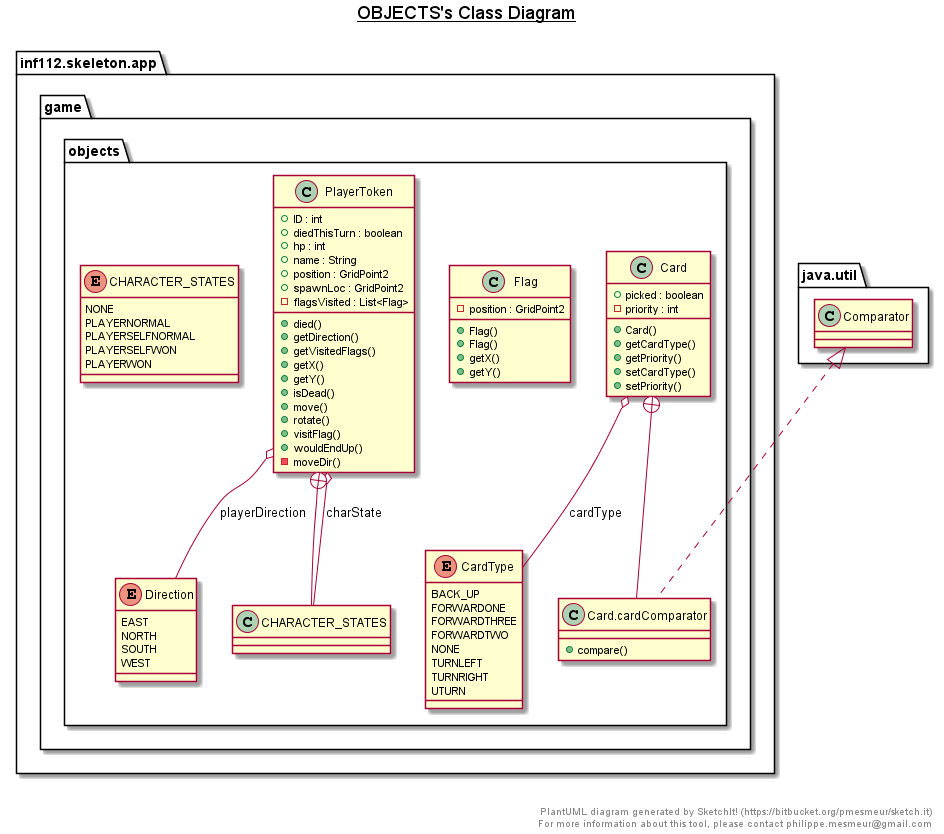 OBJECTS's Class Diagram
inf112.skeleton.app
game
objects
java.util
C PlayerToken
ID : int
diedThisTurn : boolean
hp : int
name : String
position : GridPoint2
spawnLoc : GridPoint2
flagsVisited : List<Flag>
died()
getDirection()
getVisitedFlags()
getX()
getY()
isDead()
move()
rotate()
visitFlag()
wouldEndUp()
moveDir()
E CHARACTER_STATES
NONE
PLAYERNORMAL
PLAYERSELFNORMAL
PLAYERSELFWON
PLAYERWON
C Flag
position : GridPoint2
Flag()
Flag()
getX()
getY()
C Card
picked : boolean
priority : int
Card()
getCardType()
getPriority()
setCardType()
setPriority()
C Comparator
playerDirection
charState
cardType
E Direction
EAST
NORTH
SOUTH
WEST
C CHARACTER_STATES
E CardType
BACK_UP
FORWARDONE
FORWARDTHREE
FORWARDTWO
NONE
TURNLEFT
TURNRIGHT
UTURN
C Card.cardComparator
compare()
PlantUML diagram generated by SketchIt! (https://bitbucket.org/pmesmeur/sketch.it)
For more information about this tool, please contact philippe.mesmeur@gmail.com